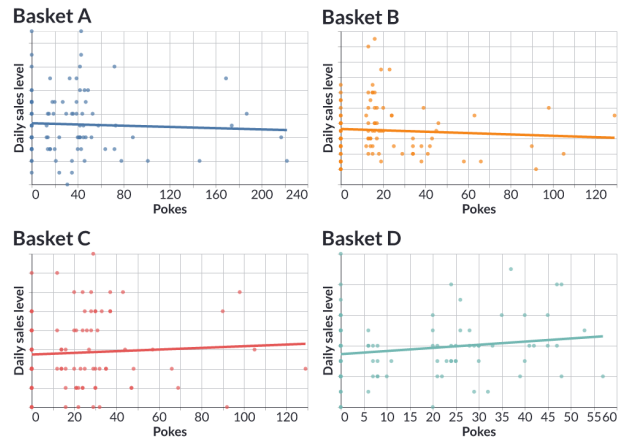 Basket A
Daily sales level
0 40 80 120 160 200 240
Pokes
Basket B
Daily sales level
0 20 40 60 80 100 120
Pokes
Basket C
Daily sales level
0 20 40 60 80 100 120
Pokes
Basket D
Daily sales level
0 5 10 15 20 25 30 35 40 45 50 55 60
Pokes